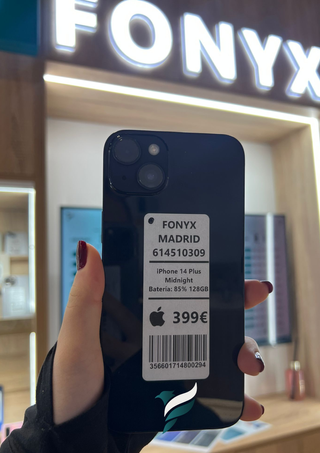 FONYX
FONYX
MADRID
614510309
iPhone 14 Plus
Midnight
Bateria: 85% 128GB
399€
356601714800294